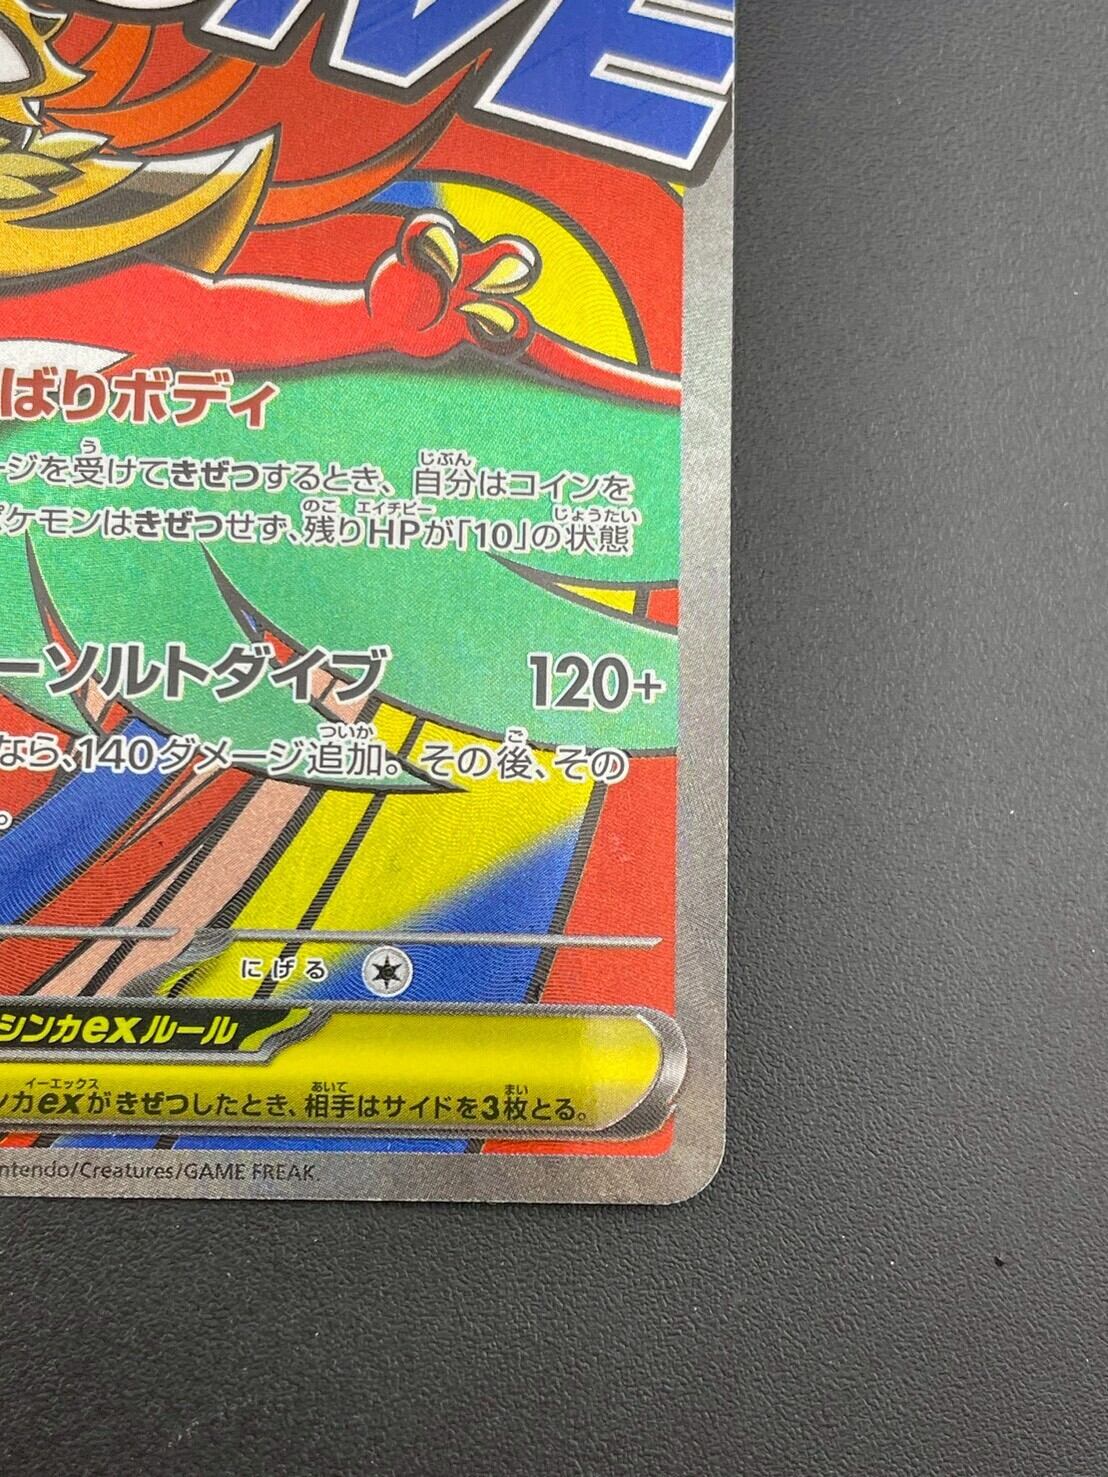 IVE
ばりボディ
ージを受けてきぜつするとき、自分はコインを
ポケモンはきぜつせず、残りHPが「10」の状態
ーソルトダイブ 120+
なら、140ダメージ追加。その後、その
。
にげる
シンカexルール
カexがきぜつしたとき、相手はサイドを3枚とる。
ntendo/Creatures/GAME FREAK.